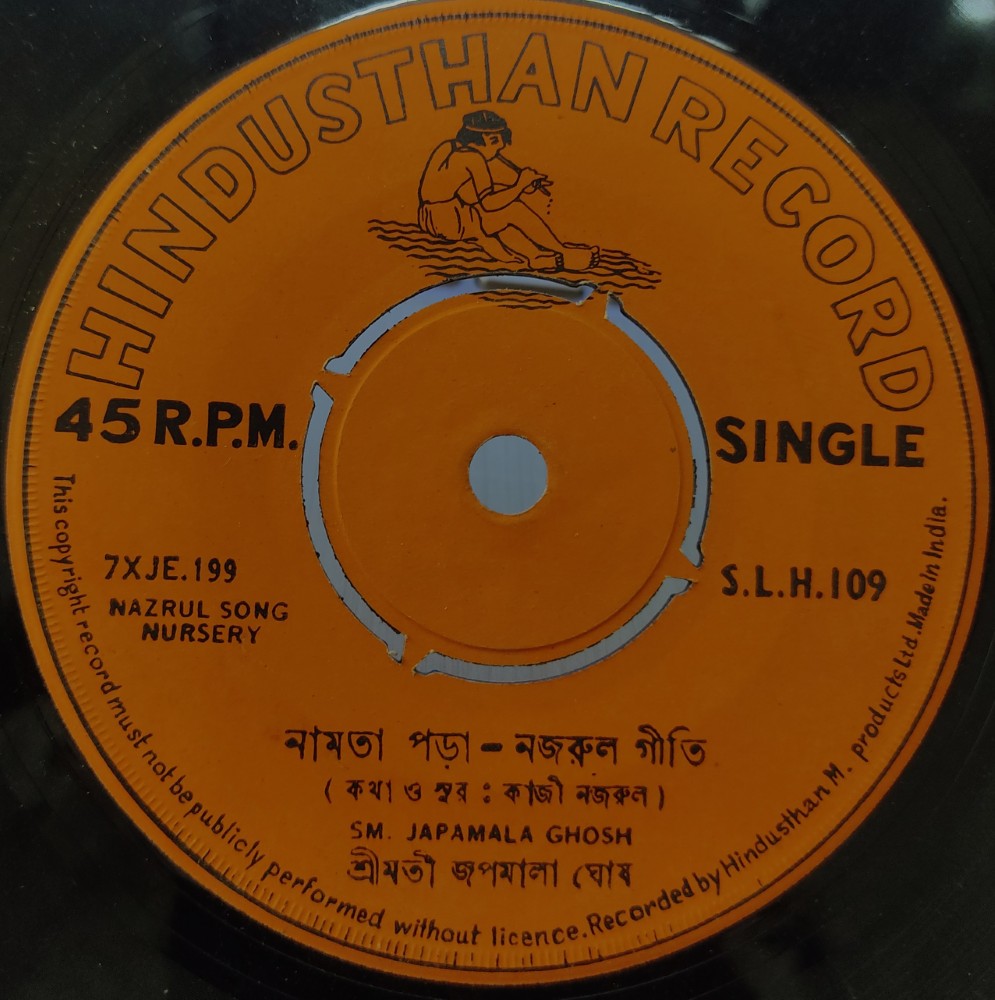 HINDUSTHAN RECORD
45 R.P.M.
SINGLE
7XJE.199
NAZRUL SONG
NURSERY
S.L.H.109
নামতা পড়া - নজরুল গীতি
( কথা ও সুর : কাজী নজরুল )
SM. JAPAMALA GHOSH
শ্রীমতী জপমালা ঘোষ
This copyright record must not be publicly performed without licence. Recorded by Hindusthan M. products Ltd. Made in India.